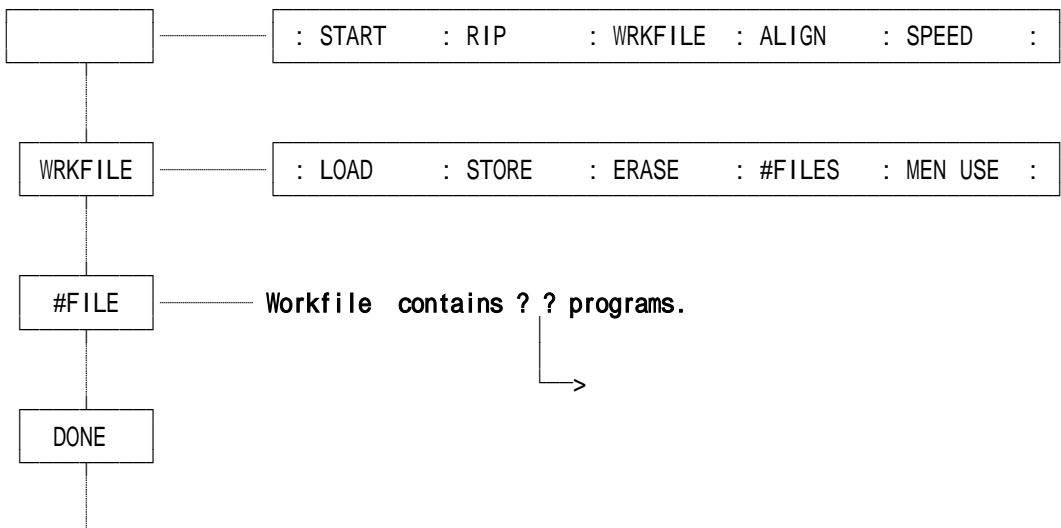 : START : RIP : WRKFILE : ALIGN : SPEED :
WRKFILE : LOAD : STORE : ERASE : #FILES : MEN USE :
#FILE Workfile contains ? ? programs.
>
DONE